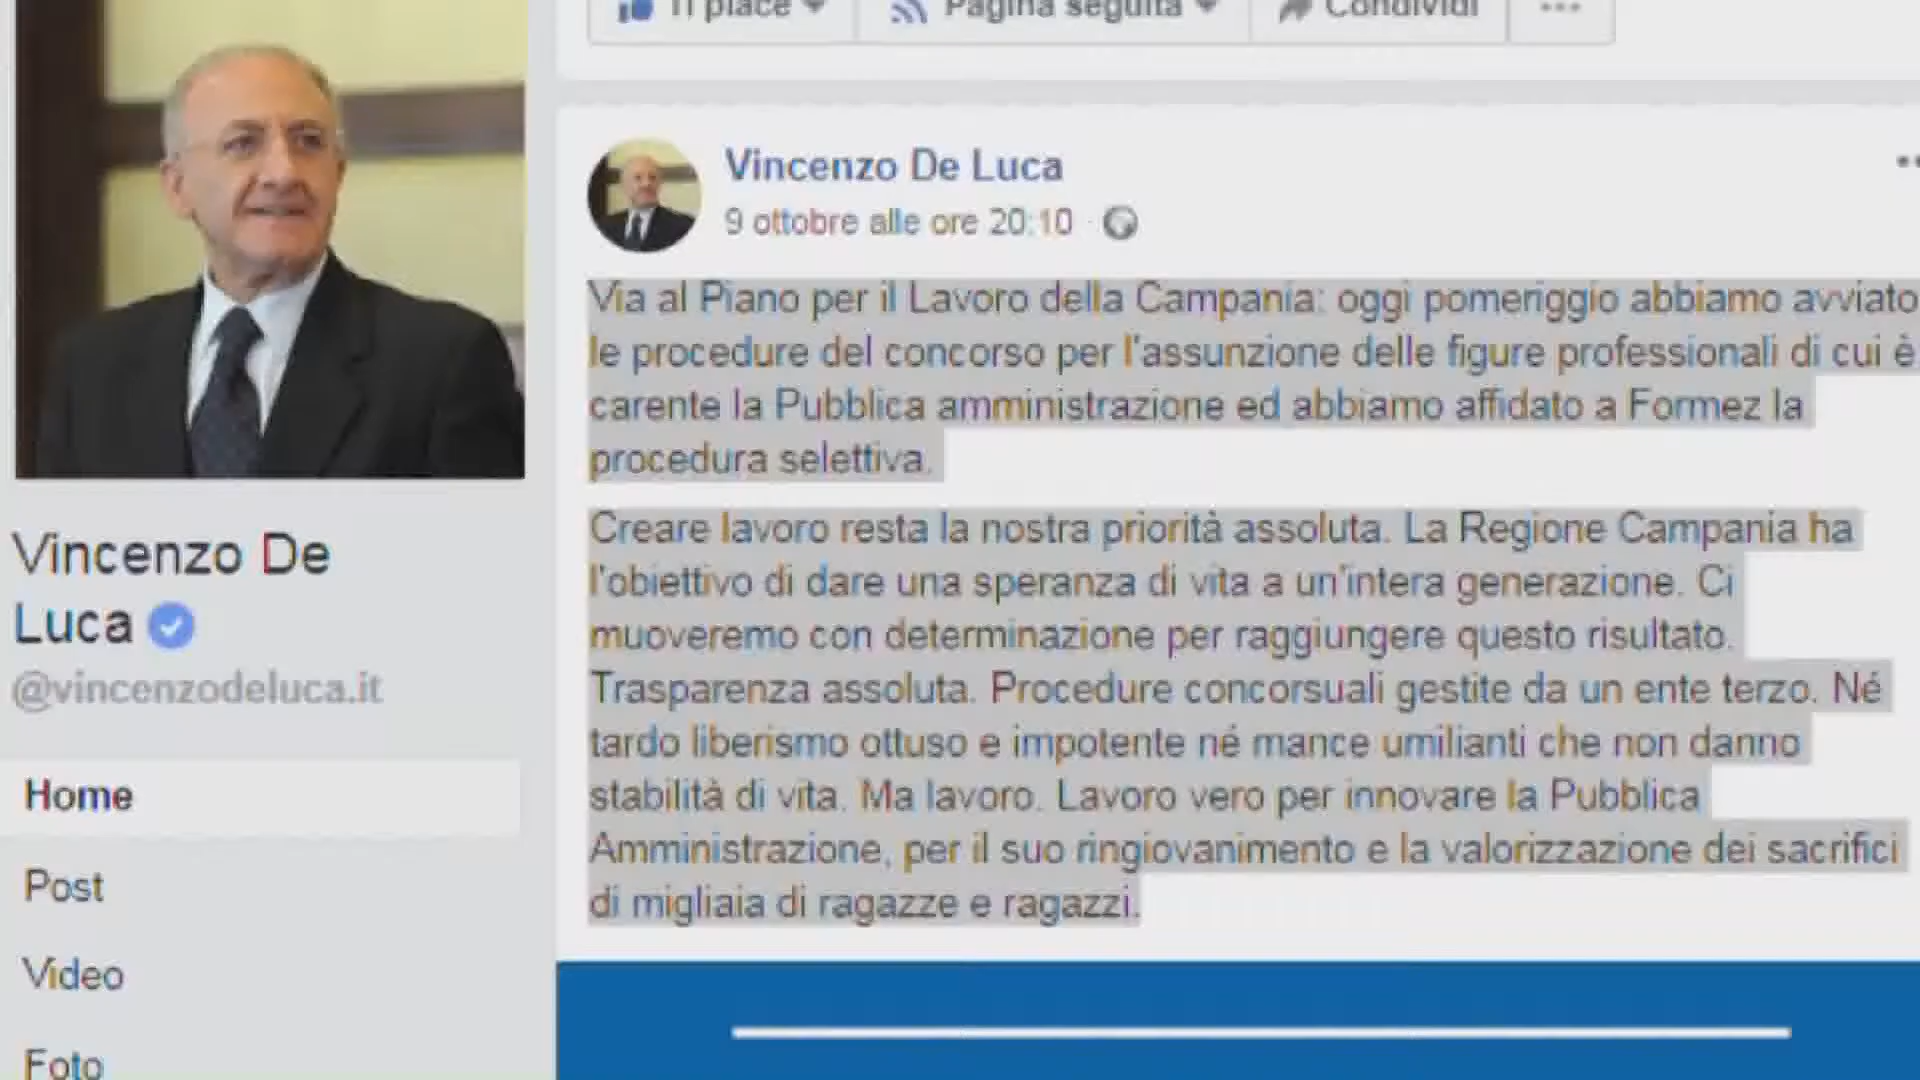 Ti piace
Pagina seguita
Condividi
Vincenzo De Luca
9 ottobre alle ore 20:10
Via al Piano per il Lavoro della Campania: oggi pomeriggio abbiamo avviato
le procedure del concorso per l'assunzione delle figure professionali di cui è
carente la Pubblica amministrazione ed abbiamo affidato a Formez la
procedura selettiva.
Creare lavoro resta la nostra priorità assoluta. La Regione Campania ha
l'obiettivo di dare una speranza di vita a un'intera generazione. Ci
muoveremo con determinazione per raggiungere questo risultato.
Trasparenza assoluta. Procedure concorsuali gestite da un ente terzo. Né
tardo liberismo ottuso e impotente né mance umilianti che non danno
stabilità di vita. Ma lavoro. Lavoro vero per innovare la Pubblica
Amministrazione, per il suo ringiovanimento e la valorizzazione dei sacrifici
di migliaia di ragazze e ragazzi.
Vincenzo De
Luca
@vincenzodeluca.it
Home
Post
Video
Foto